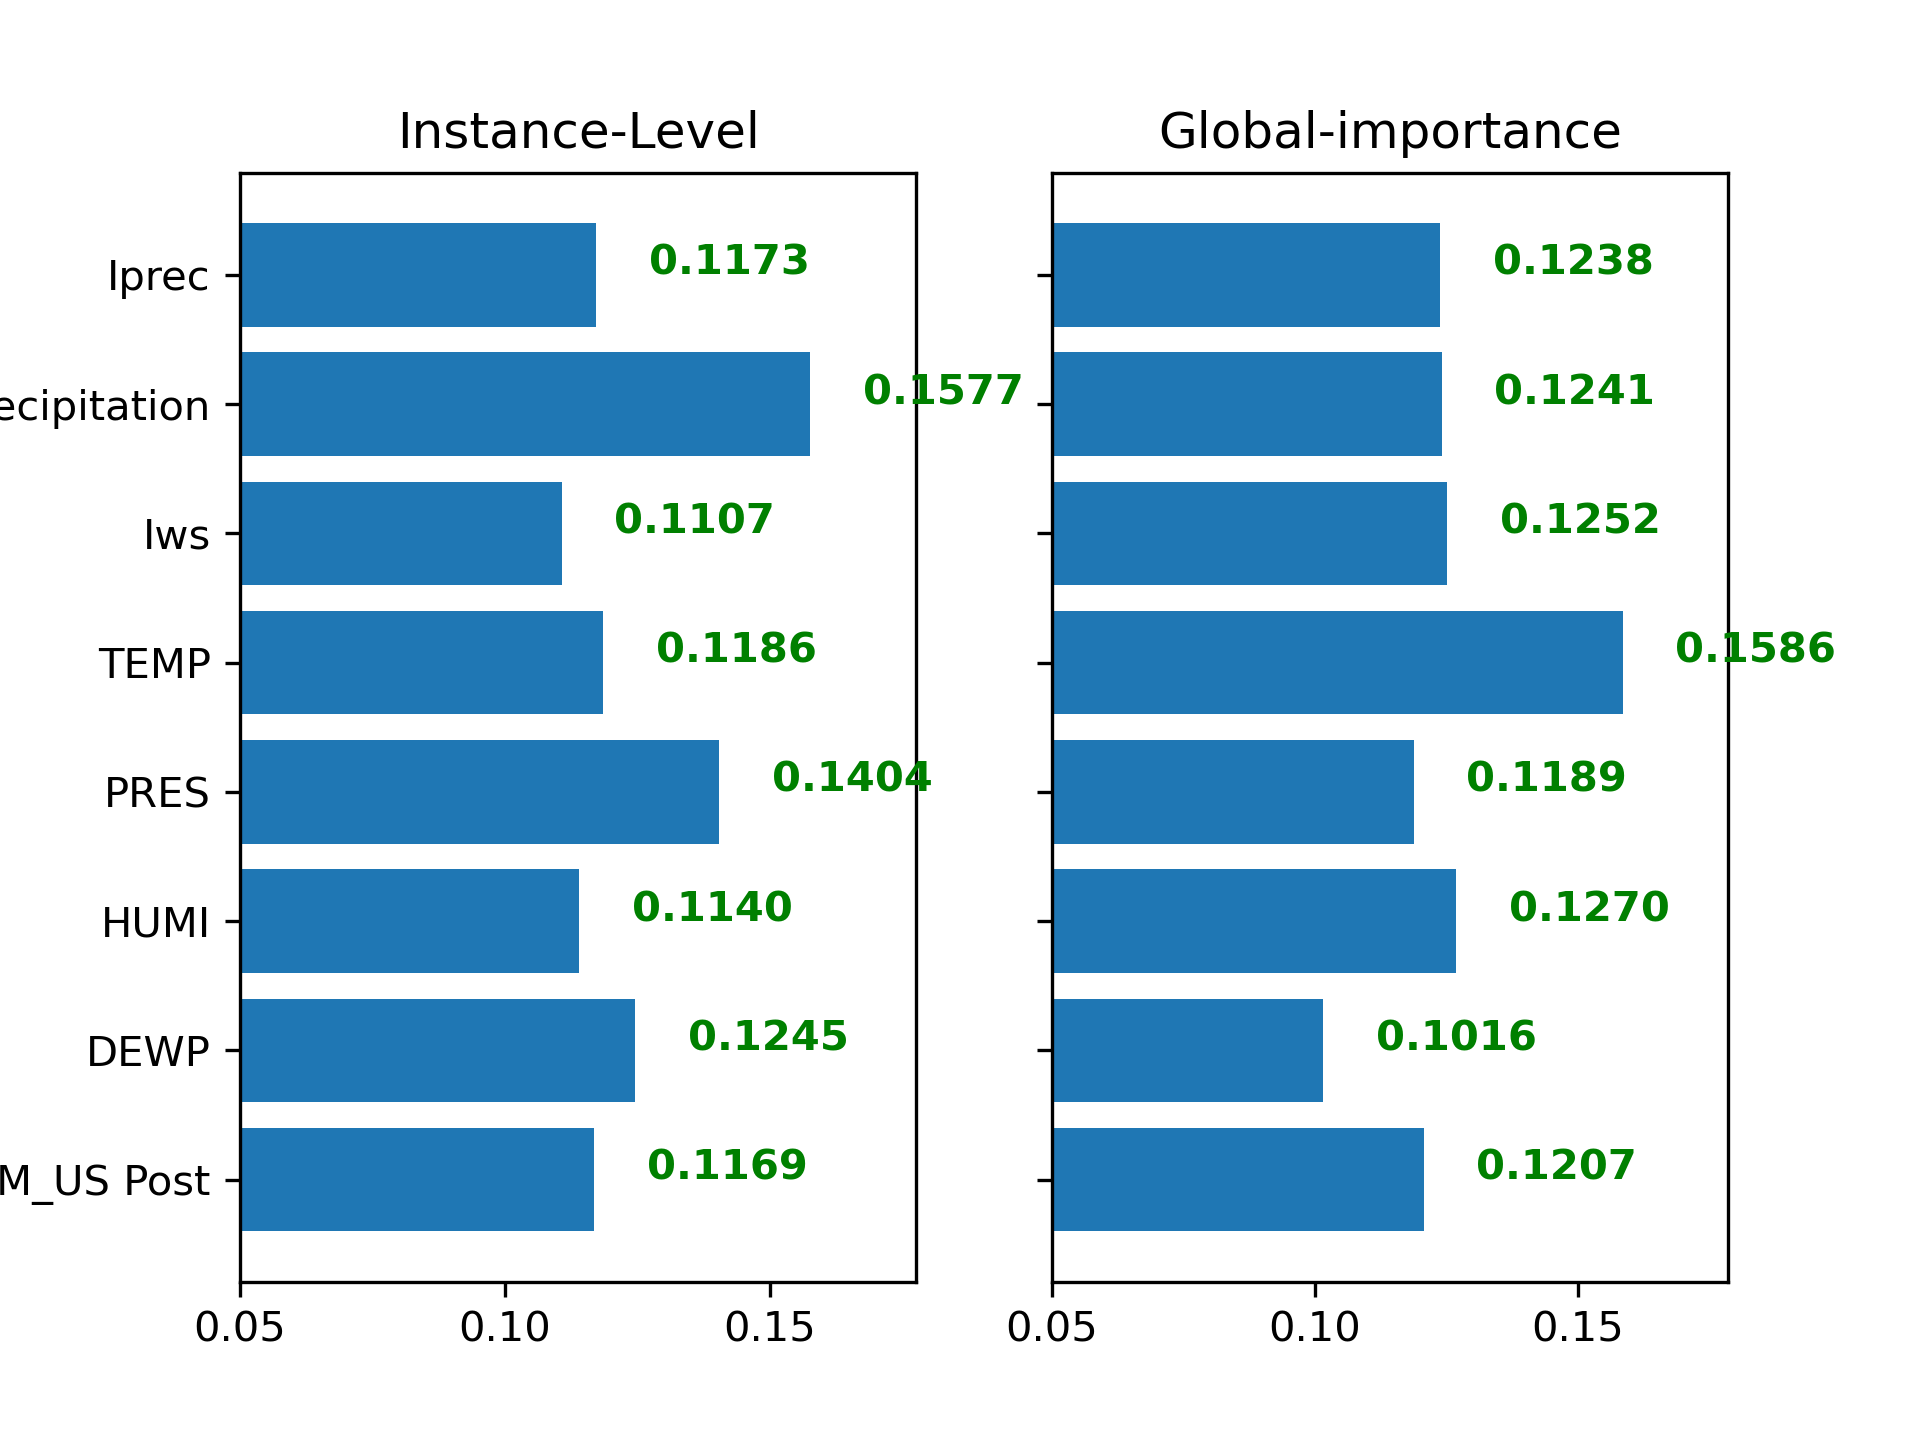 Instance-Level Global-importance
Iprec 0.1173 0.1238
ecipitation 0.1577 0.1241
Iws 0.1107 0.1252
TEMP 0.1186 0.1586
PRES 0.1404 0.1189
HUMI 0.1140 0.1270
DEWP 0.1245 0.1016
M_US Post 0.1169 0.1207
0.05 0.10 0.15 0.05 0.10 0.15